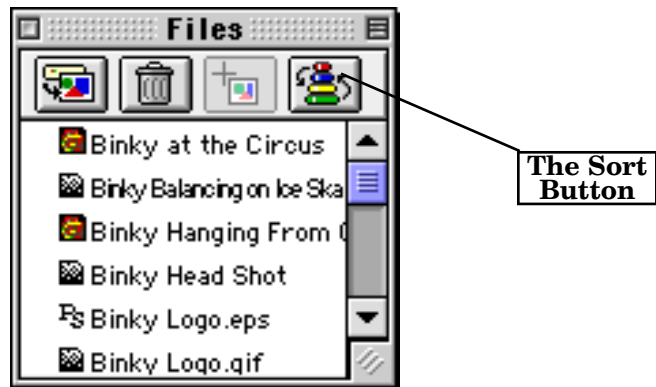 Files
Binky at the Circus
Binky Balancing on Ice Ska
Binky Hanging From
Binky Head Shot
PS Binky Logo.eps
Binky Logo.gif
The Sort
Button